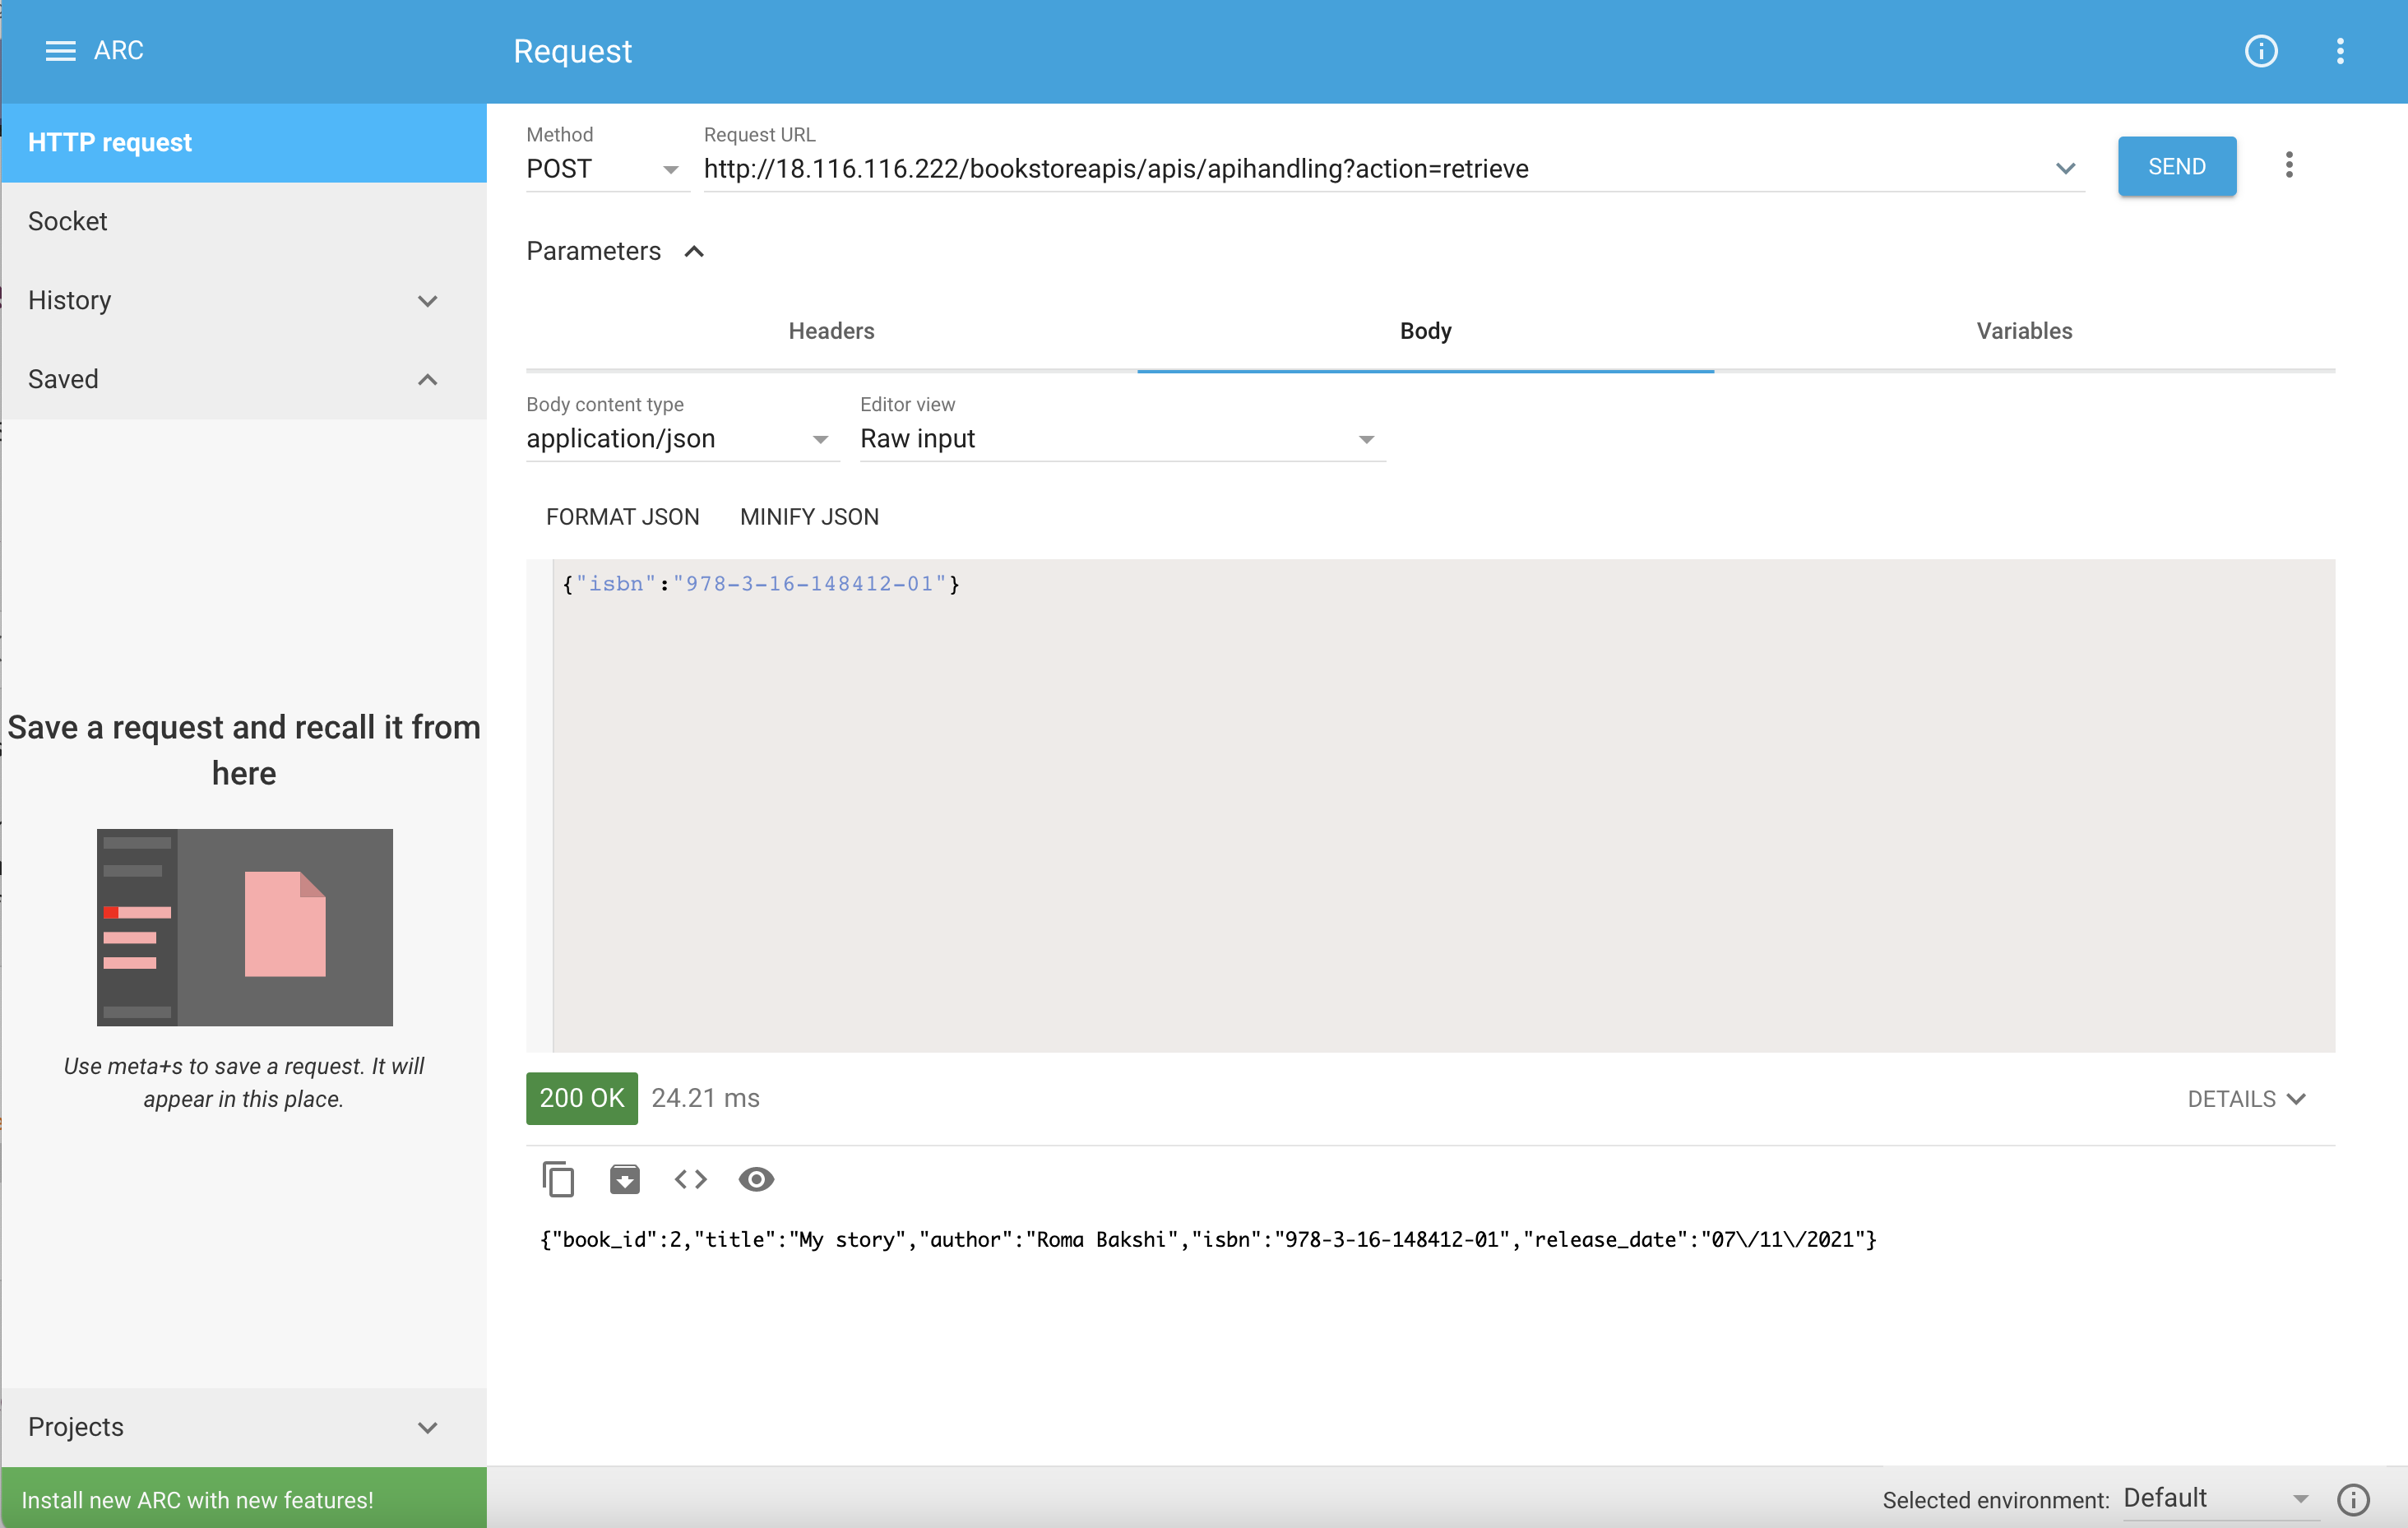 ARC
Request
HTTP request
Socket
History
Saved
Save a request and recall it from
here
Use meta+s to save a request. It will
appear in this place.
Projects
Install new ARC with new features!
Method
POST
Request URL
http://18.116.116.222/bookstoreapis/apis/apihandling?action=retrieve
SEND
Parameters
Headers
Body
Variables
Body content type
application/json
Editor view
Raw input
FORMAT JSON
MINIFY JSON
{"isbn":"978-3-16-148412-01"}
200 OK
24.21 ms
DETAILS
{"book_id":2,"title":"My story","author":"Roma Bakshi","isbn":"978-3-16-148412-01","release_date":"07\/11\/2021"}
Selected environment: Default